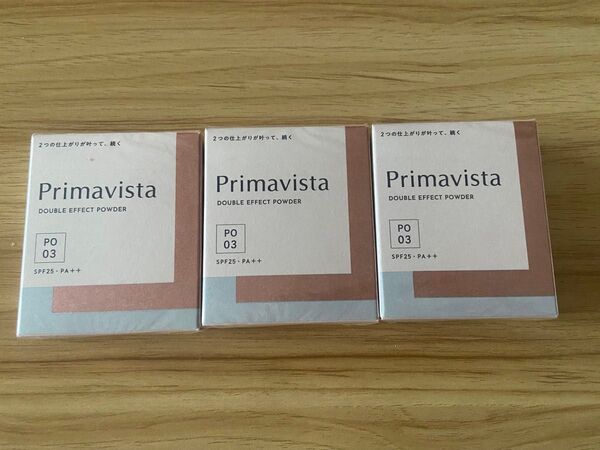 2つの仕上がりが叶って、続く
Primavista
DOUBLE EFFECT POWDER
PO
03
SPF25・PA++
2つの仕上がりが叶って、続く
Primavista
DOUBLE EFFECT POWDER
PO
03
SPF25・PA++
2つの仕上がりが叶って、続く
Primavista
DOUBLE EFFECT POWDER
PO
03
SPF25・PA++